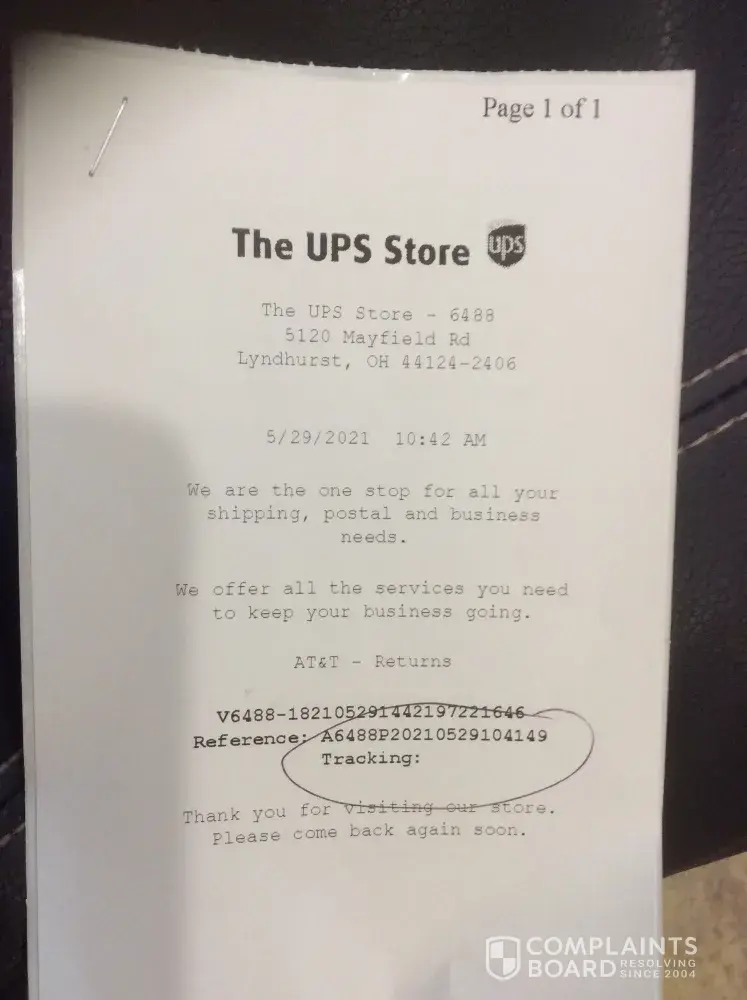 Page 1 of 1
The UPS Store ups
The UPS Store - 6488
5120 Mayfield Rd
Lyndhurst, OH 44124-2406
5/29/2021 10:42 AM
We are the one stop for all your
shipping, postal and business
needs.
We offer all the services you need
to keep your business going.
AT&T - Returns
V6488-182105291442197221646
Reference: A6488P20210529104149
Tracking:
Thank you for visiting our store.
Please come back again soon.
COMPLAINTS
BOARD RESOLVING
SINCE 2004